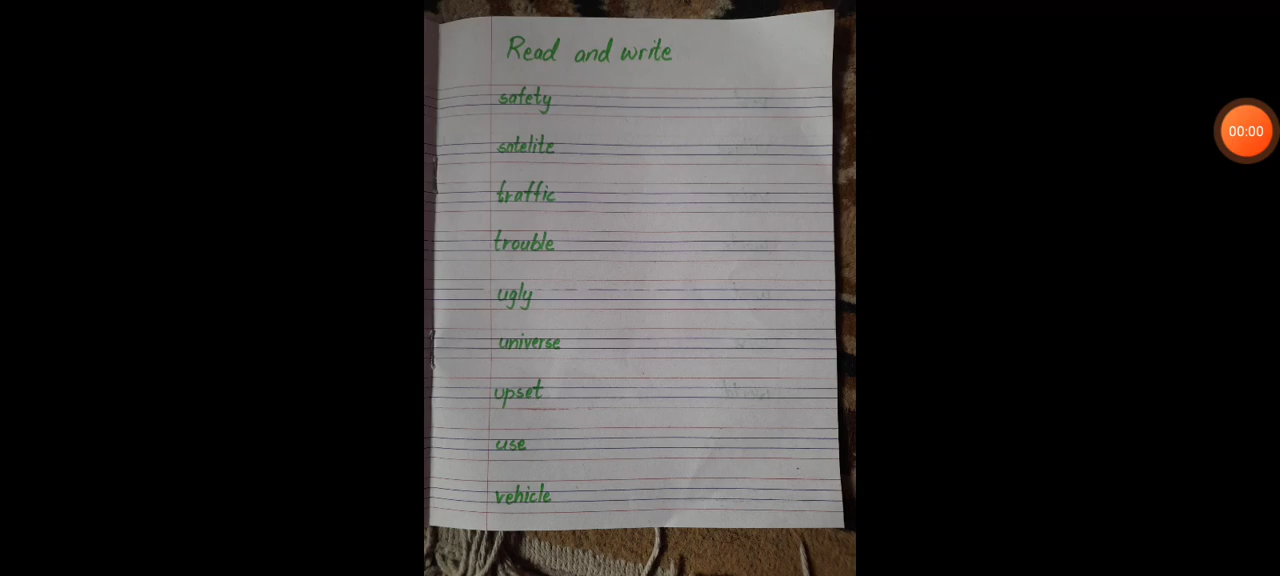 Read and write
safety
satelite
traffic
trouble
ugly
universe
upset
use
vehicle
00:00